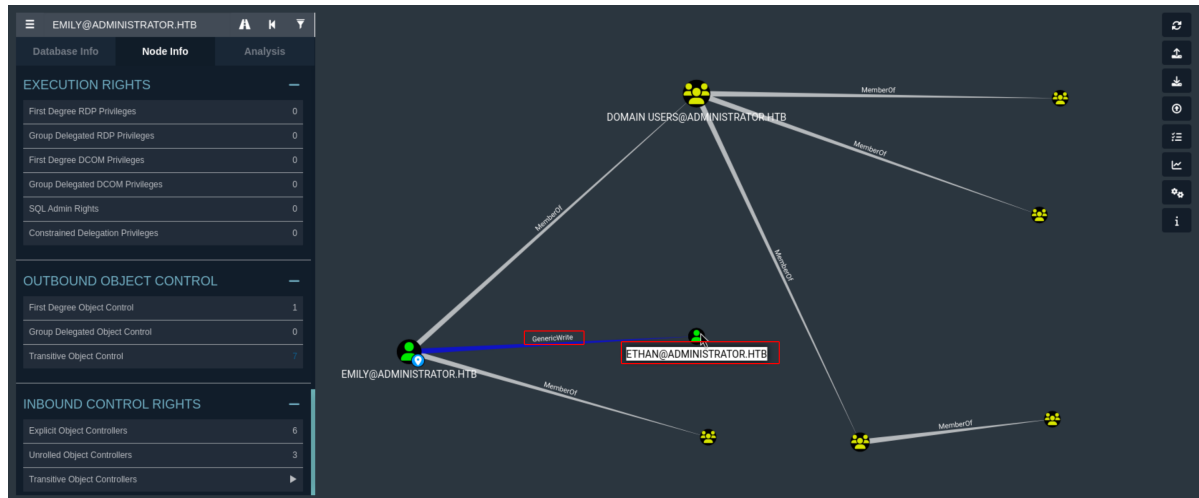 EMILY@ADMINISTRATOR.HTB
Database Info Node Info Analysis
EXECUTION RIGHTS
First Degree RDP Privileges 0
Group Delegated RDP Privileges 0
First Degree DCOM Privileges 0
Group Delegated DCOM Privileges 0
SQL Admin Rights 0
Constrained Delegation Privileges 0
OUTBOUND OBJECT CONTROL
First Degree Object Control 1
Group Delegated Object Control 0
Transitive Object Control 7
INBOUND CONTROL RIGHTS
Explicit Object Controllers 6
Unrolled Object Controllers 3
Transitive Object Controllers
MemberOf
DOMAIN USERS@ADMINISTRATOR.HTB
MemberOf
MemberOf
MemberOf
GenericWrite
ETHAN@ADMINISTRATOR.HTB
EMILY@ADMINISTRATOR.HTB
MemberOf
MemberOf